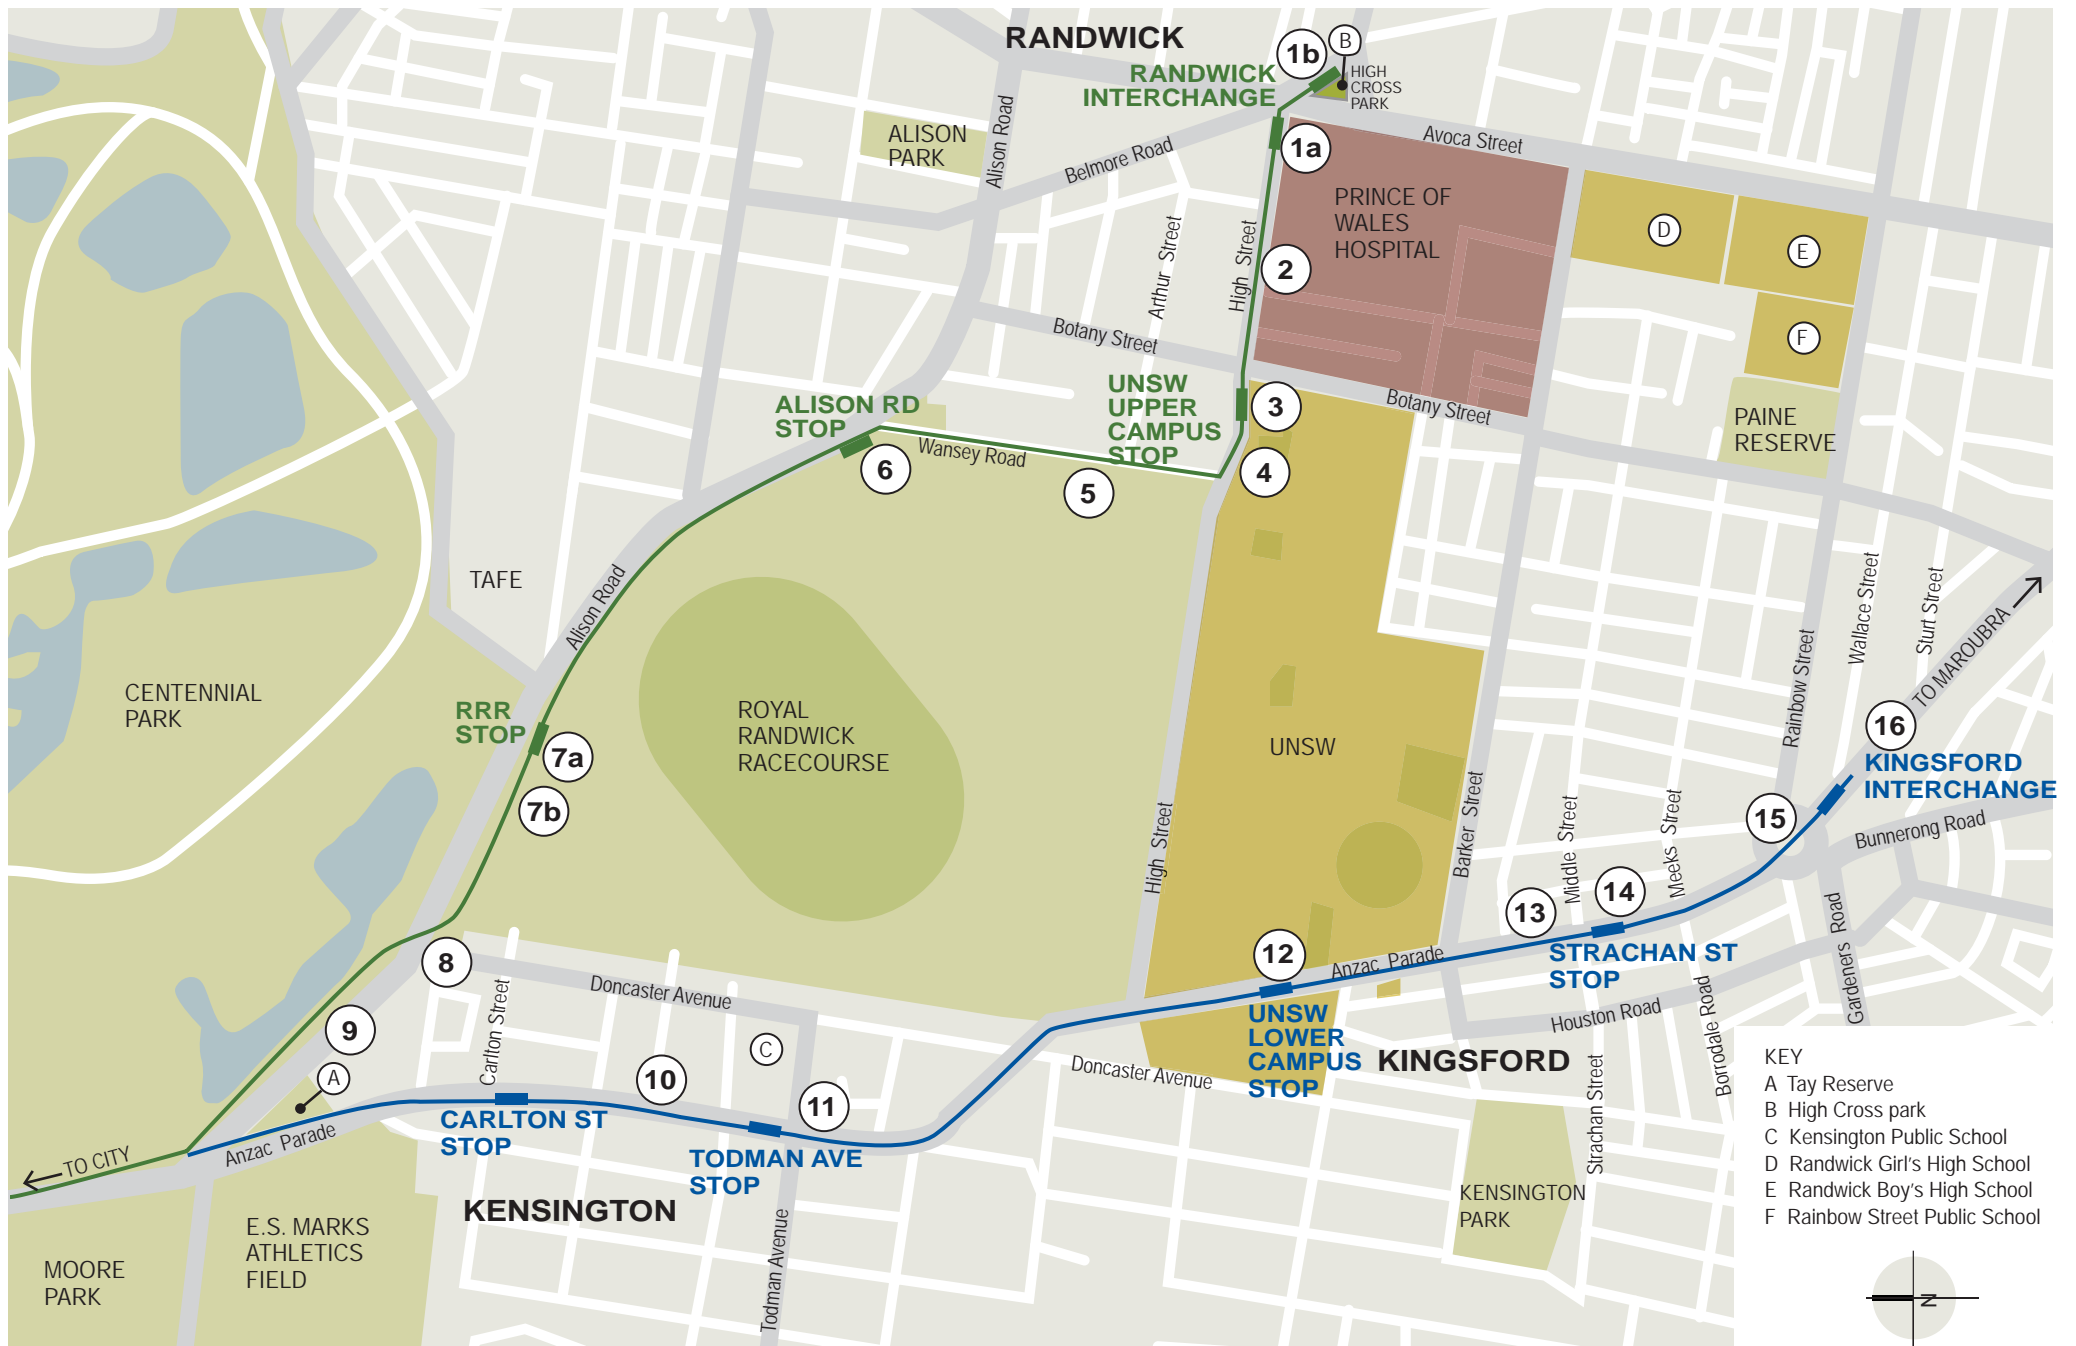 RANDWICK
1b
B
RANDWICK
INTERCHANGE
HIGH
CROSS
PARK
ALISON
PARK
Alison Road
Belmore Road
1a
Avoca Street
PRINCE OF
WALES
HOSPITAL
D
E
F
Arthur Street
High Street
2
Botany Street
UNSW
UPPER
CAMPUS
STOP
3
Botany Street
4
PAINE
RESERVE
ALISON RD
STOP
6
Wansey Road
5
TAFE
Alison Road
CENTENNIAL
PARK
RRR
STOP
7a
7b
ROYAL
RANDWICK
RACECOURSE
UNSW
Wallace Street
Sturt Street
TO MAROUBRA
Rainbow Street
16
KINGSFORD
INTERCHANGE
15
Bunnerong Road
High Street
Barker Street
Middle Street
Meeks Street
13
14
STRACHAN ST
STOP
Gardeners Road
8
12
Anzac Parade
Doncaster Avenue
Carlton Street
9
A
C
10
11
UNSW
LOWER
CAMPUS
STOP
KINGSFORD
Houston Road
Borrodale Road
Strachan Street
Doncaster Avenue
CARLTON ST
STOP
TODMAN AVE
STOP
Anzac Parade
TO CITY
KENSINGTON
Todman Avenue
KENSINGTON
PARK
E.S. MARKS
ATHLETICS
FIELD
MOORE
PARK
KEY
A Tay Reserve
B High Cross park
C Kensington Public School
D Randwick Girl's High School
E Randwick Boy's High School
F Rainbow Street Public School
N